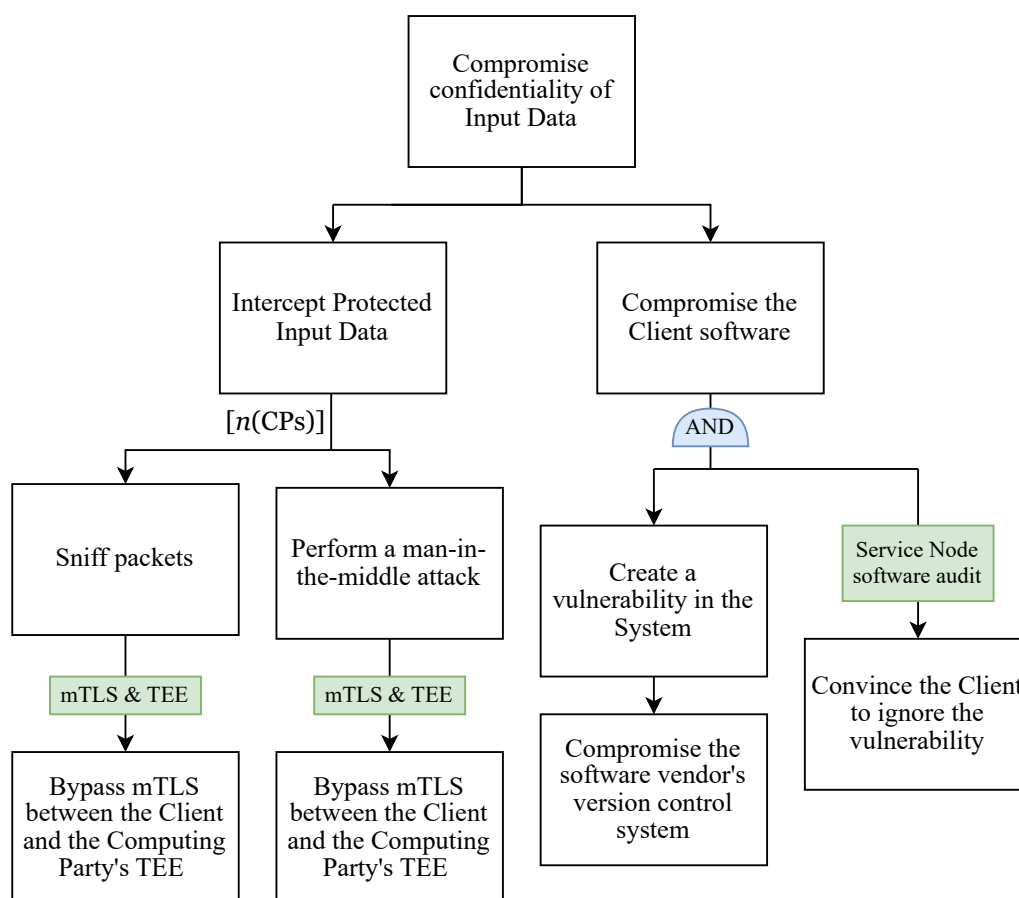 Compromise
confidentiality of
Input Data
Intercept Protected
Input Data
Compromise the
Client software
[n(CPs)]
AND
Sniff packets
Perform a man-in-
the-middle attack
Create a
vulnerability in the
System
Service Node
software audit
mTLS & TEE
mTLS & TEE
Convince the Client
to ignore the
vulnerability
Bypass mTLS
between the Client
and the Computing
Party's TEE
Bypass mTLS
between the Client
and the Computing
Party's TEE
Compromise the
software vendor's
version control
system